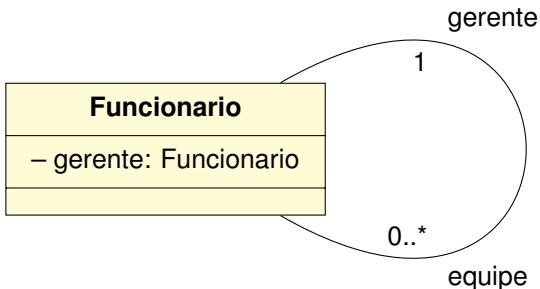 gerente
1
Funcionario
– gerente: Funcionario
0..*
equipe